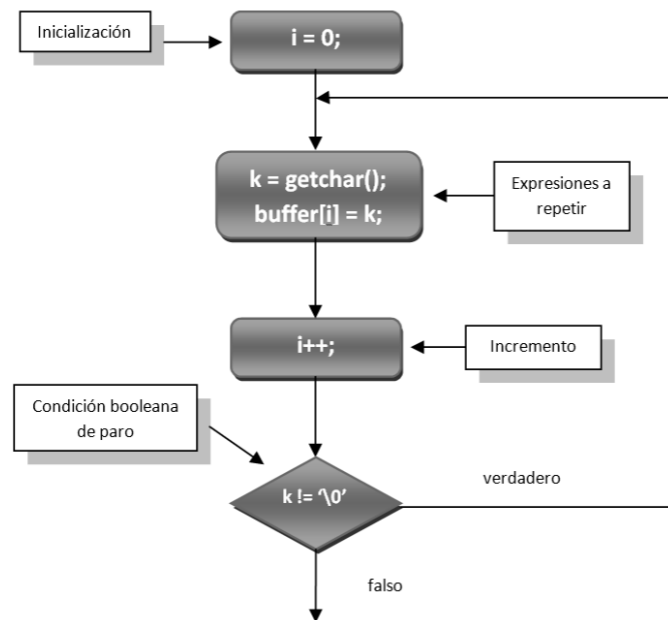 Inicialización
i = 0;
k = getchar();
buffer[i] = k;
Expresiones a
repetir
i++;
Incremento
Condición booleana
de paro
k != ‘\0’
verdadero
falso